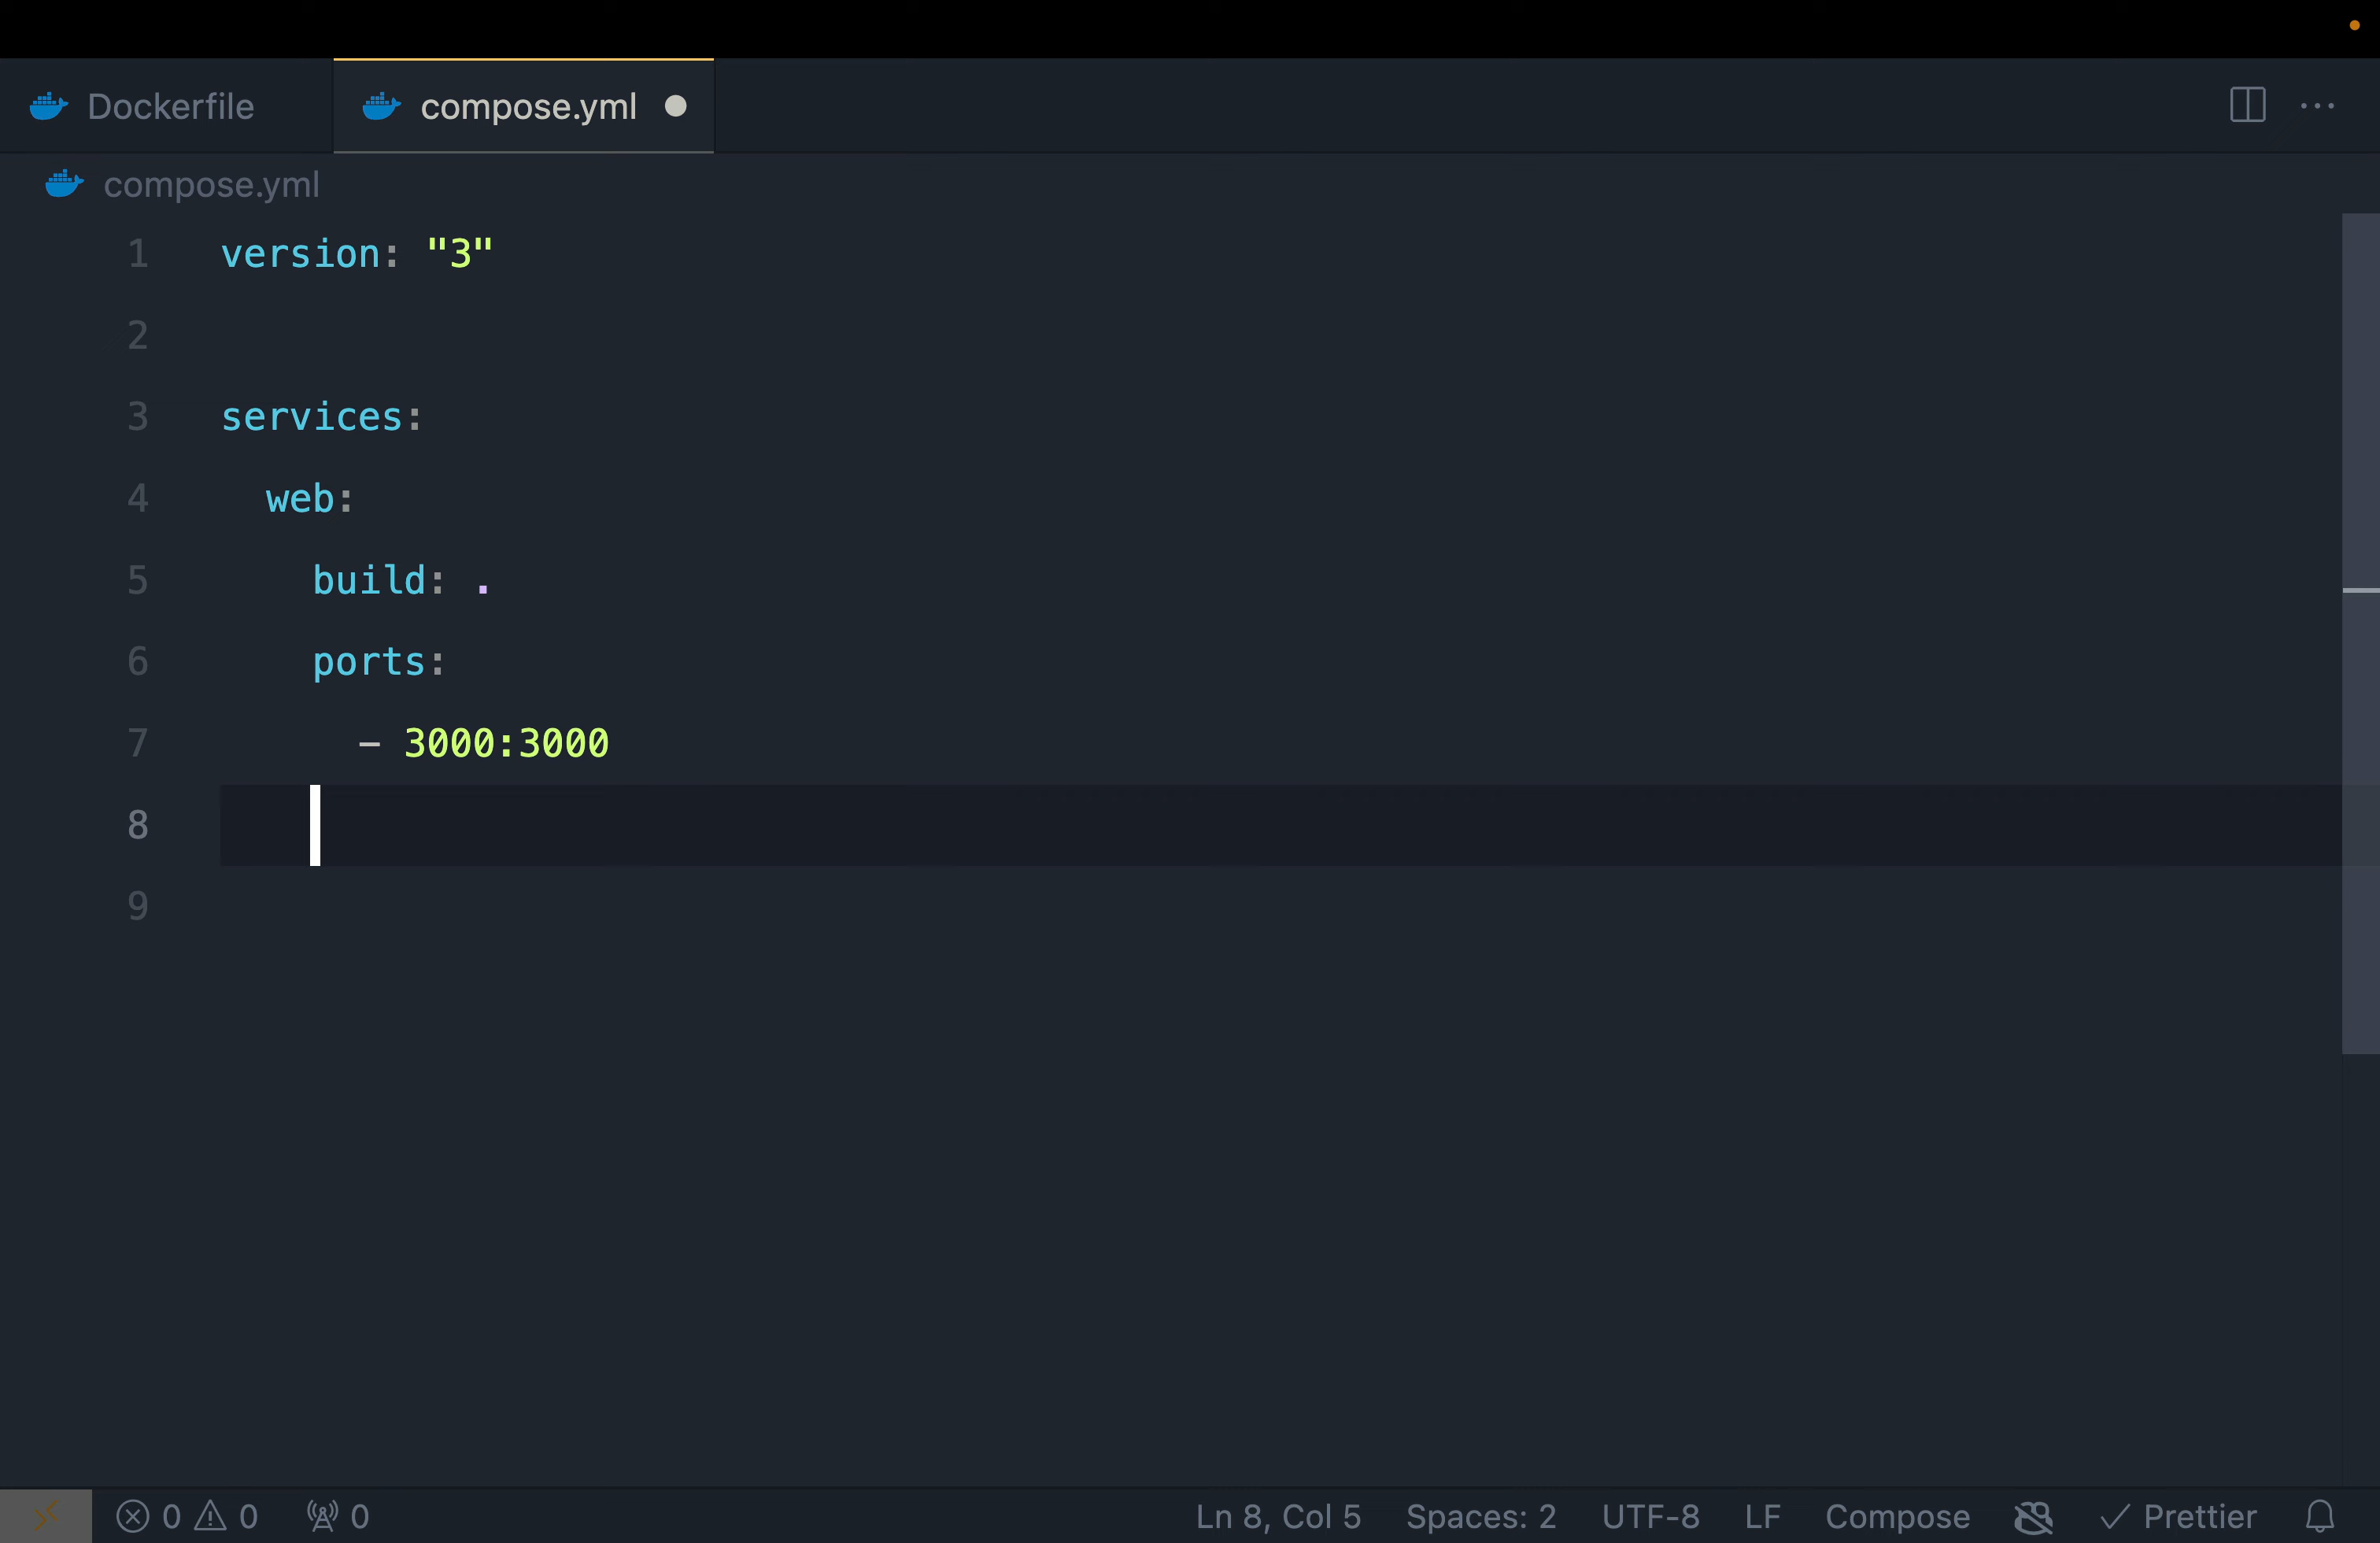 Dockerfile
compose.yml
compose.yml
1 version: "3"
2
3 services:
4   web:
5     build: .
6     ports:
7       - 3000:3000
8
9
0 0 0 Ln 8, Col 5 Spaces: 2 UTF-8 LF Compose Prettier